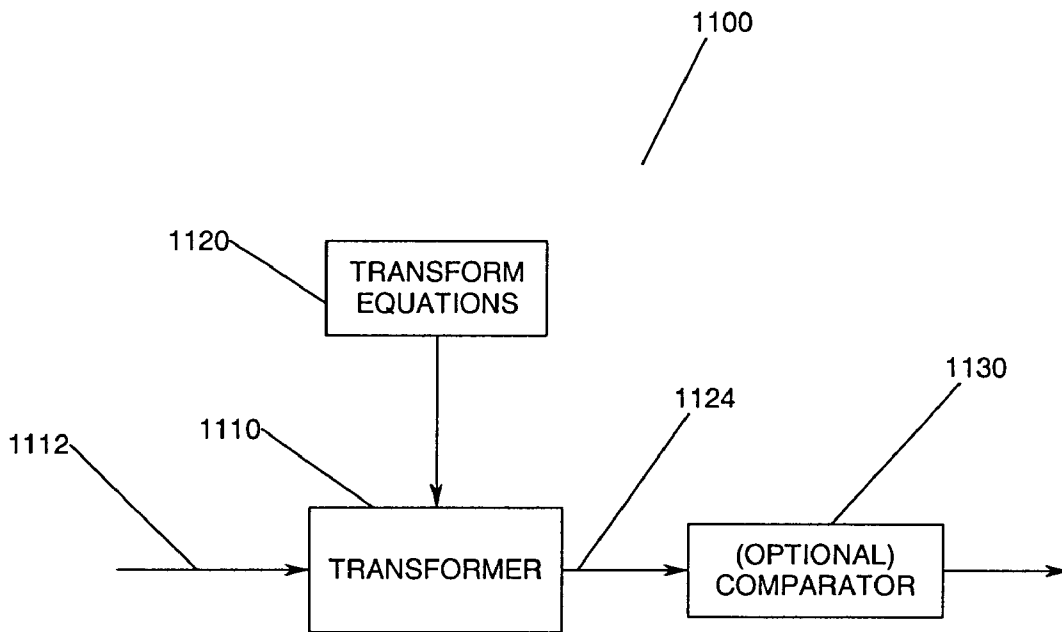 1100
1120
TRANSFORM
EQUATIONS
1130
1124
1110
1112
TRANSFORMER
(OPTIONAL)
COMPARATOR